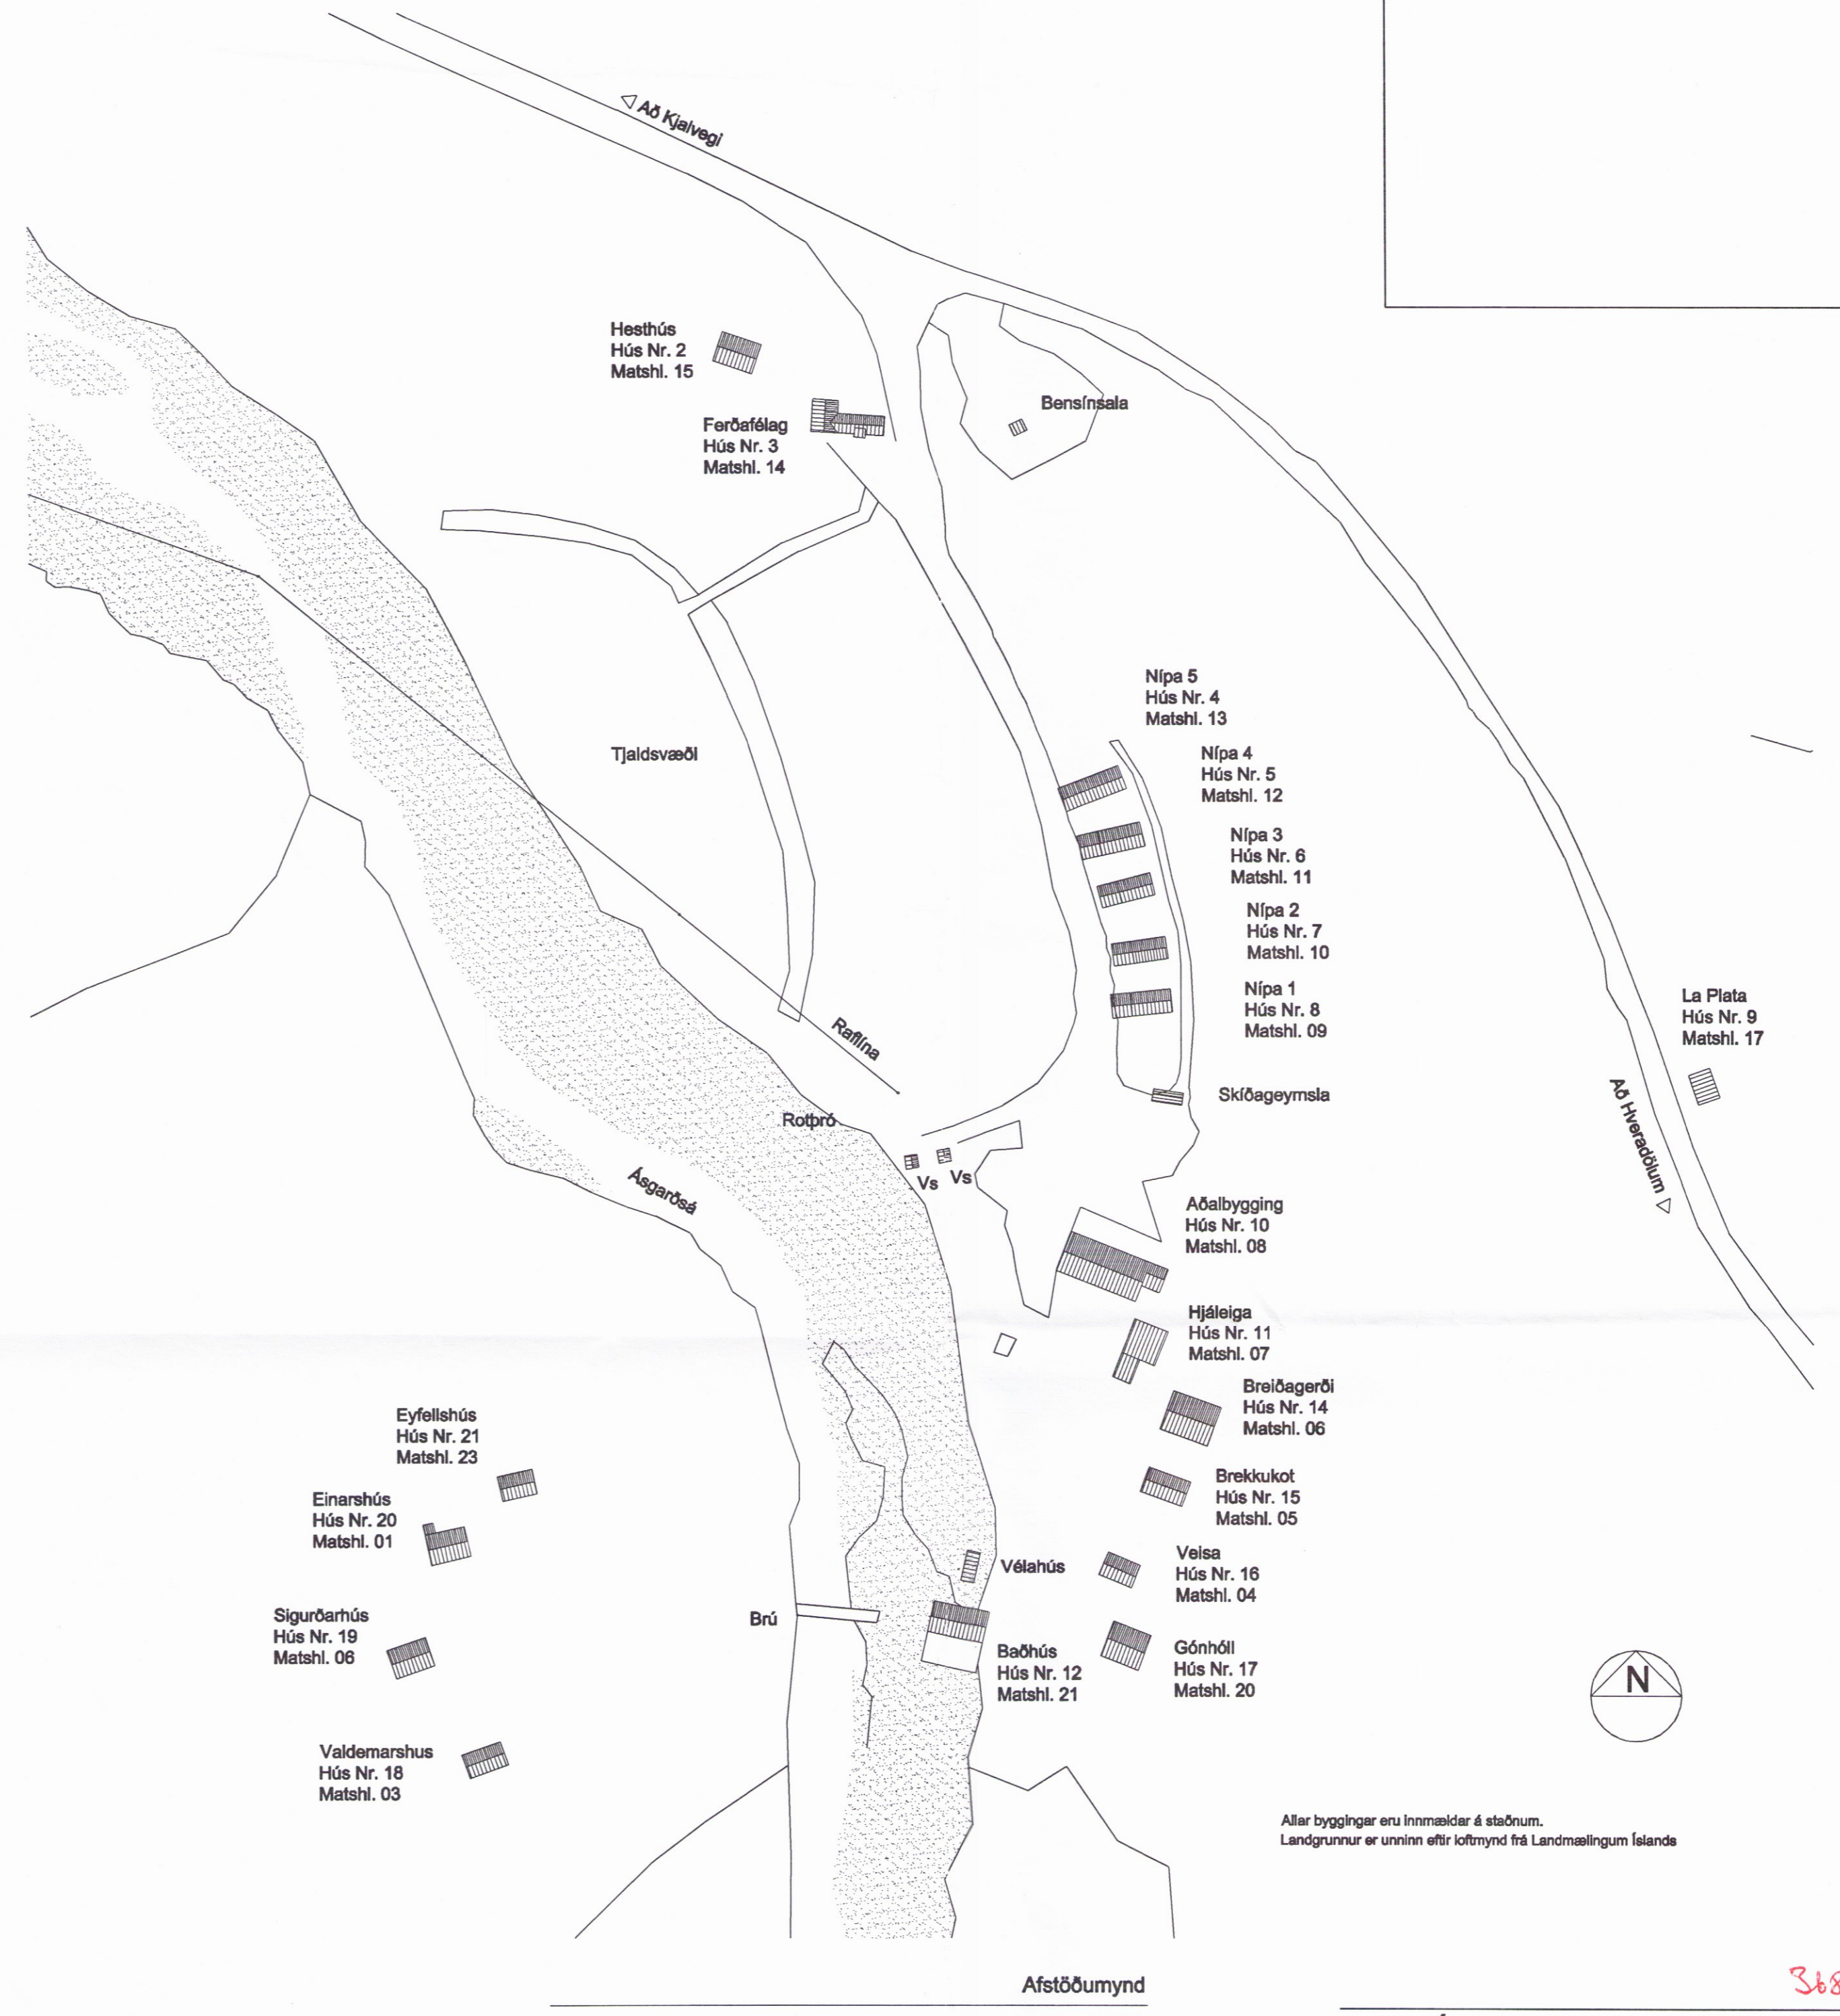 Að Kjalvegi
Hesthús
Hús Nr. 2
Matshl. 15
Ferðafélag
Hús Nr. 3
Matshl. 14
Bensínsala
Nípa 5
Hús Nr. 4
Matshl. 13
Tjaldsvæði
Nípa 4
Hús Nr. 5
Matshl. 12
Nípa 3
Hús Nr. 6
Matshl. 11
Nípa 2
Hús Nr. 7
Matshl. 10
Nípa 1
Hús Nr. 8
Matshl. 09
La Plata
Hús Nr. 9
Matshl. 17
Raflína
Skíðageymsla
Að Hveradölum
Rotþró
Vs
Vs
Ásgarðsá
Aðalbygging
Hús Nr. 10
Matshl. 08
Hjáleiga
Hús Nr. 11
Matshl. 07
Breiðagerði
Hús Nr. 14
Matshl. 06
Eyfellshús
Hús Nr. 21
Matshl. 23
Brekkukot
Hús Nr. 15
Matshl. 05
Einarshús
Hús Nr. 20
Matshl. 01
Vélahús
Veisa
Hús Nr. 16
Matshl. 04
Sigurðarhús
Hús Nr. 19
Matshl. 06
Brú
Baðhús
Hús Nr. 12
Matshl. 21
Gónhóll
Hús Nr. 17
Matshl. 20
N
Valdemarshus
Hús Nr. 18
Matshl. 03
Allar byggingar eru innmældar á staðnum.
Landgrunnur er unninn eftir loftmynd frá Landmælingum Íslands
Afstöðumynd
368